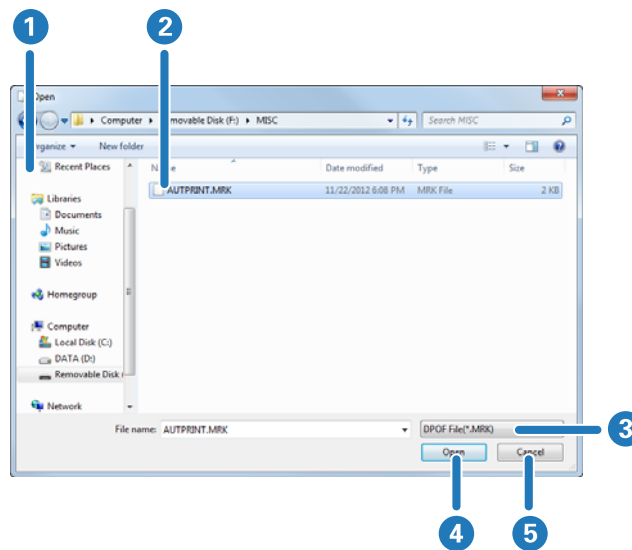 1 2
Open
Computer Removable Disk (F:) MISC Search MISC
Organize New folder
Recent Places Name Date modified Type Size
AUTPRINT.MRK 11/22/2012 6:08 PM MRK File 2 KB
Libraries
Documents
Music
Pictures
Videos
Homegroup
Computer
Local Disk (C:)
DATA (D:)
Removable Disk
Network
File name: AUTPRINT.MRK DPOF File(*.MRK) 3
Open Cancel
4 5